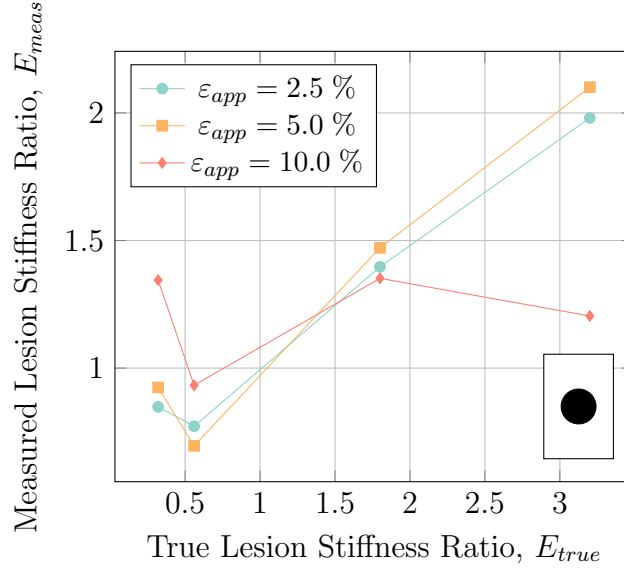 Measured Lesion Stiffness Ratio, E_meas
ε_app = 2.5 %
ε_app = 5.0 %
ε_app = 10.0 %
2
1.5
1
0.5 1 1.5 2 2.5 3
True Lesion Stiffness Ratio, E_true